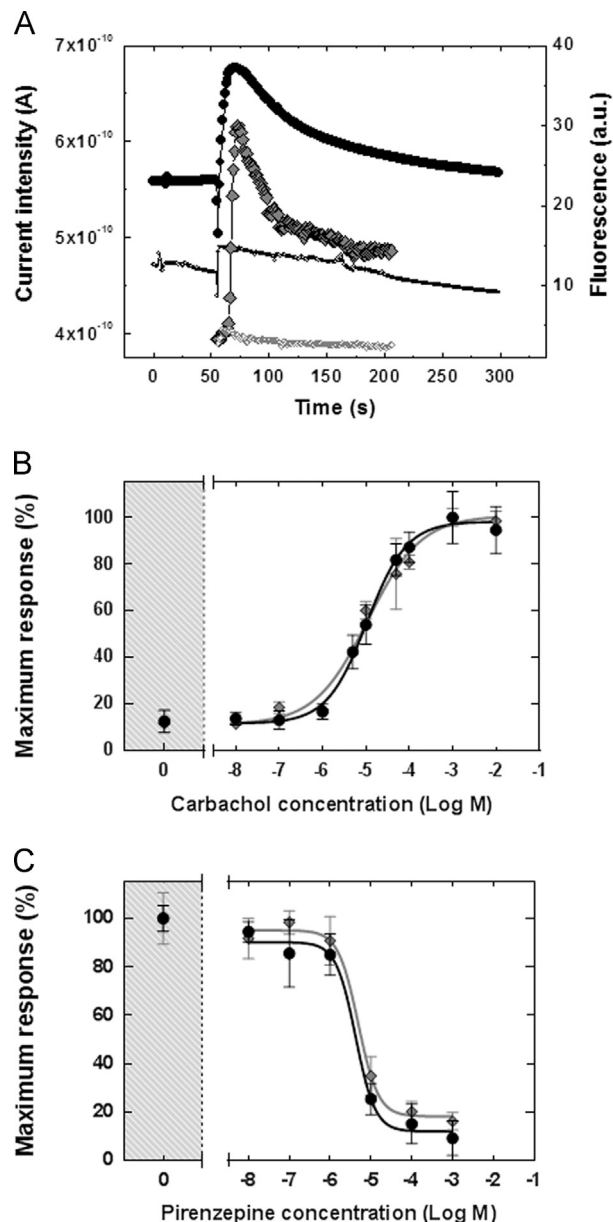 A
7x10⁻¹⁰
6x10⁻¹⁰
5x10⁻¹⁰
4x10⁻¹⁰
Current intensity (A)
40
30
20
10
Fluorescence (a.u.)
0 50 100 150 200 250 300
Time (s)
B
100
80
60
40
20
0
Maximum response (%)
0 -8 -7 -6 -5 -4 -3 -2 -1
Carbachol concentration (Log M)
C
100
80
60
40
20
0
Maximum response (%)
0 -8 -7 -6 -5 -4 -3 -2 -1
Pirenzepine concentration (Log M)